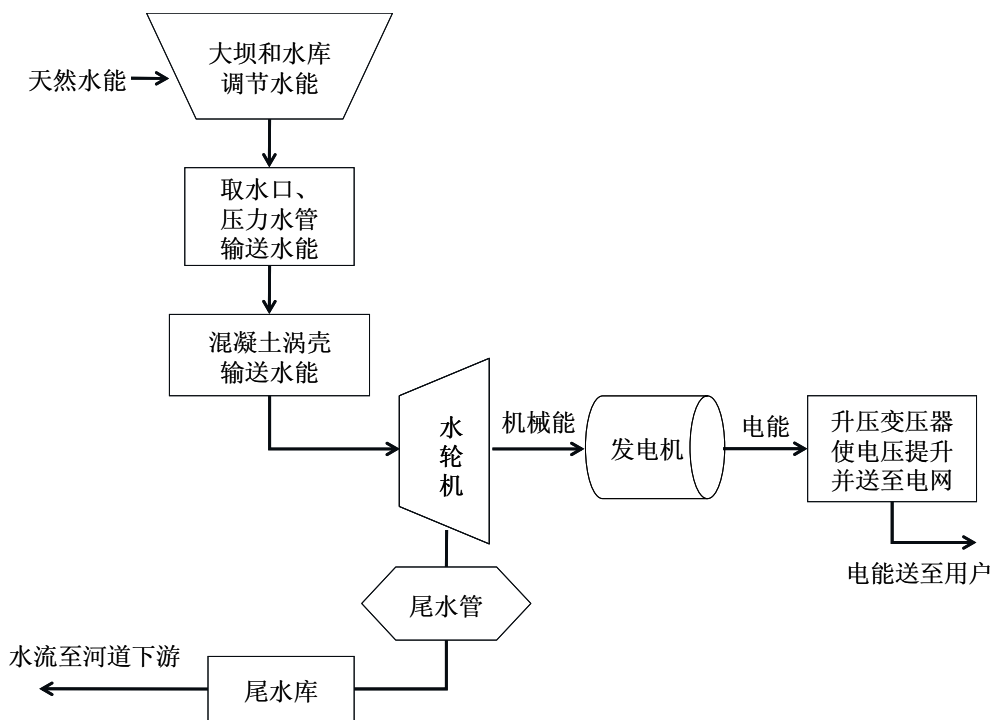 天然水能
大坝和水库
调节水能
取水口、
压力水管
输送水能
混凝土涡壳
输送水能
水
轮
机
机械能
发电机
电能
升压变压器
使电压提升
并送至电网
电能送至用户
尾水管
尾水库
水流至河道下游